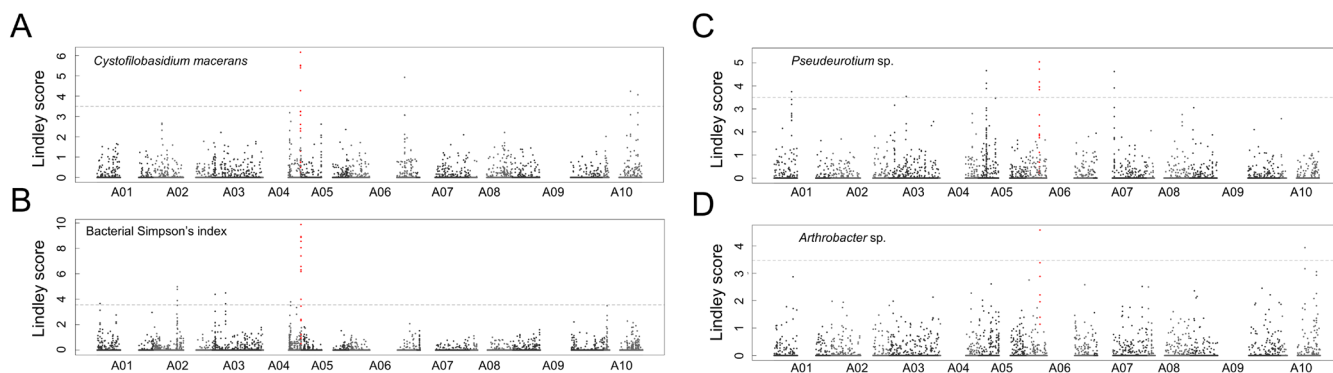 A
Lindley score
6
5
4
3
2
1
0
Cystofilobasidium macerans
A01 A02 A03 A04 A05 A06 A07 A08 A09 A10
B
Lindley score
10
8
6
4
2
0
Bacterial Simpson's index
A01 A02 A03 A04 A05 A06 A07 A08 A09 A10
C
Lindley score
5
4
3
2
1
0
Pseudeurotium sp.
A01 A02 A03 A04 A05 A06 A07 A08 A09 A10
D
Lindley score
4
3
2
1
0
Arthrobacter sp.
A01 A02 A03 A04 A05 A06 A07 A08 A09 A10